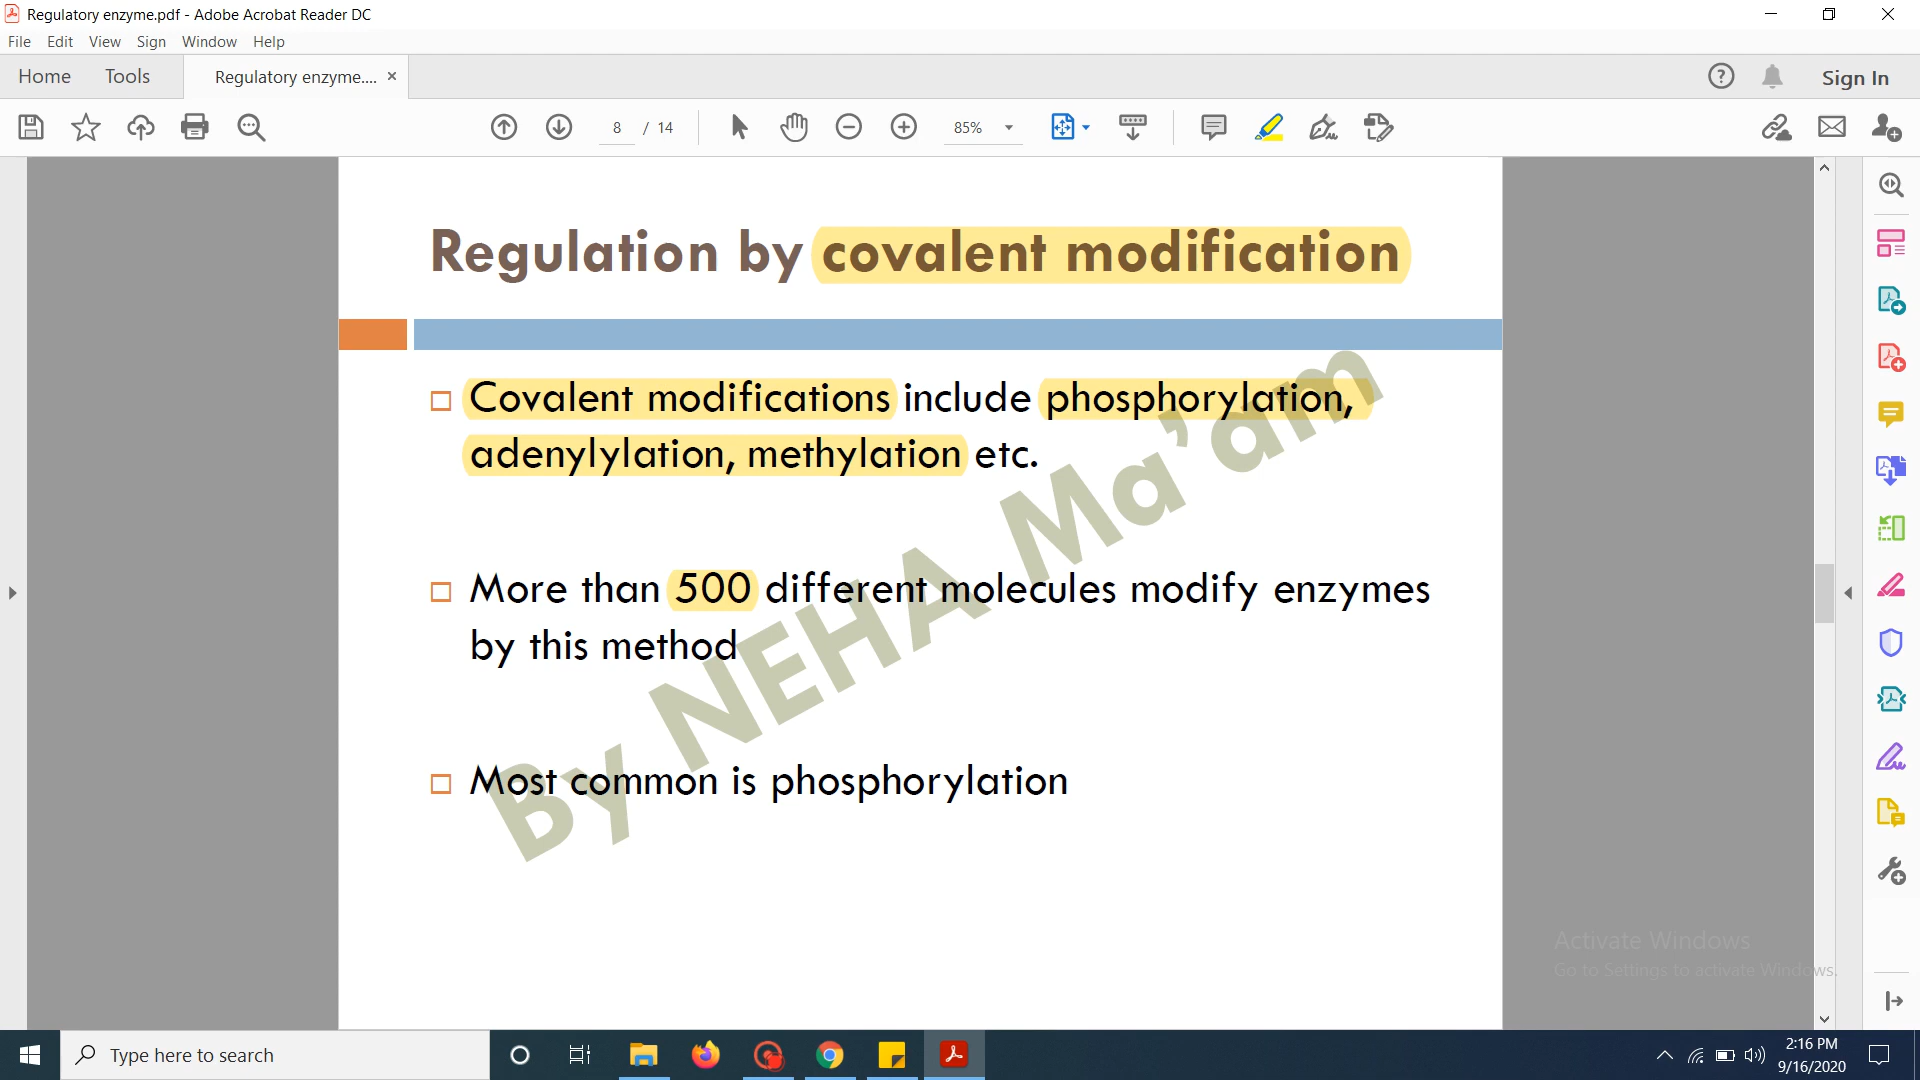 Regulatory enzyme.pdf - Adobe Acrobat Reader DC
File Edit View Sign Window Help
Home Tools Regulatory enzyme.... × Sign In
8 / 14 85%
Regulation by covalent modification
Covalent modifications include phosphorylation,
adenylylation, methylation etc.
More than 500 different molecules modify enzymes
by this method
Most common is phosphorylation
By NEHA Ma'am
Activate Windows
Go to Settings to activate Windows.
Type here to search
2:16 PM
9/16/2020